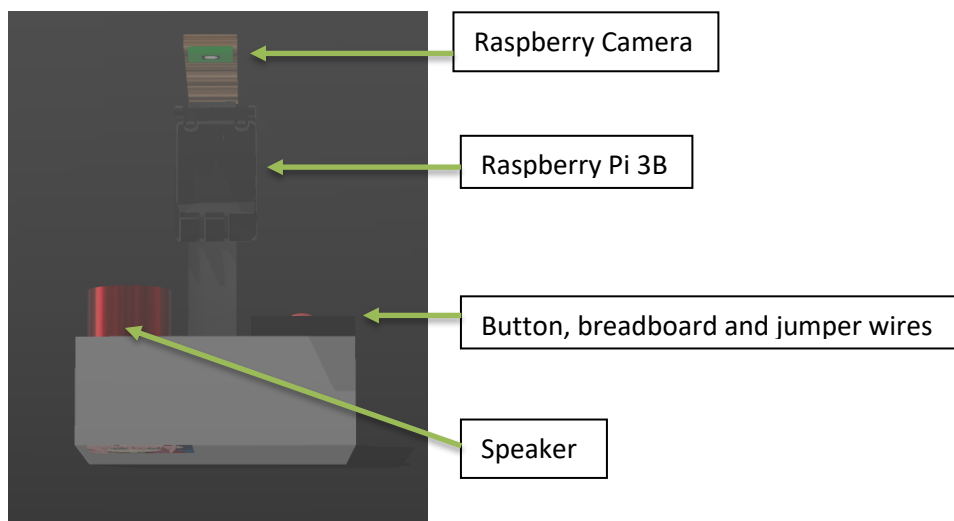 Raspberry Camera
Raspberry Pi 3B
Button, breadboard and jumper wires
Speaker